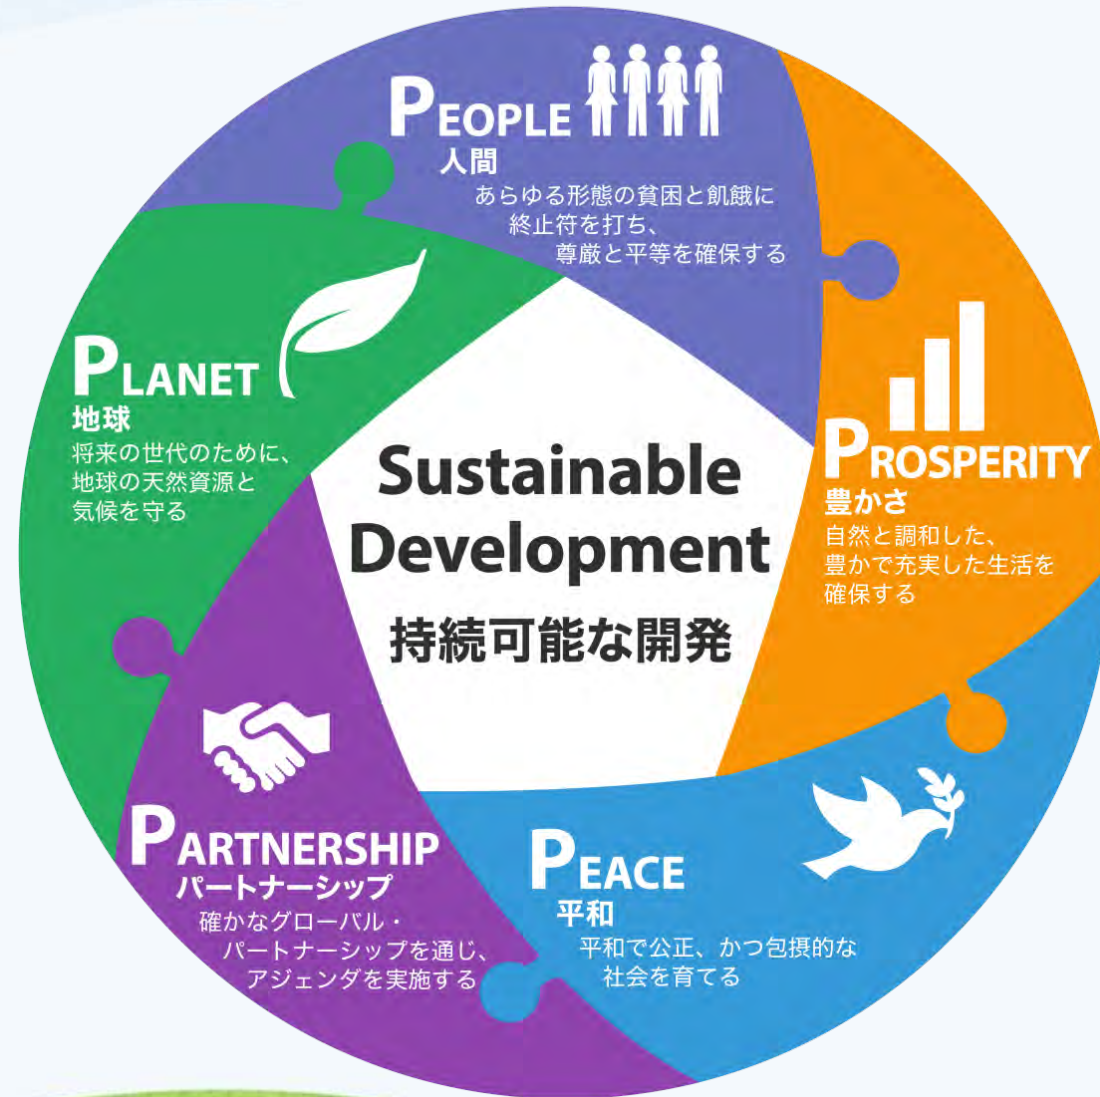 PEOPLE
人間
あらゆる形態の貧困と飢餓に
終止符を打ち、
尊厳と平等を確保する
PROSPERITY
豊かさ
自然と調和した、
豊かで充実した生活を
確保する
PLANET
地球
将来の世代のために、
地球の天然資源と
気候を守る
Sustainable
Development
持続可能な開発
PARTNERSHIP
パートナーシップ
確かなグローバル・
パートナーシップを通じ、
アジェンダを実施する
PEACE
平和
平和で公正、かつ包摂的な
社会を育てる